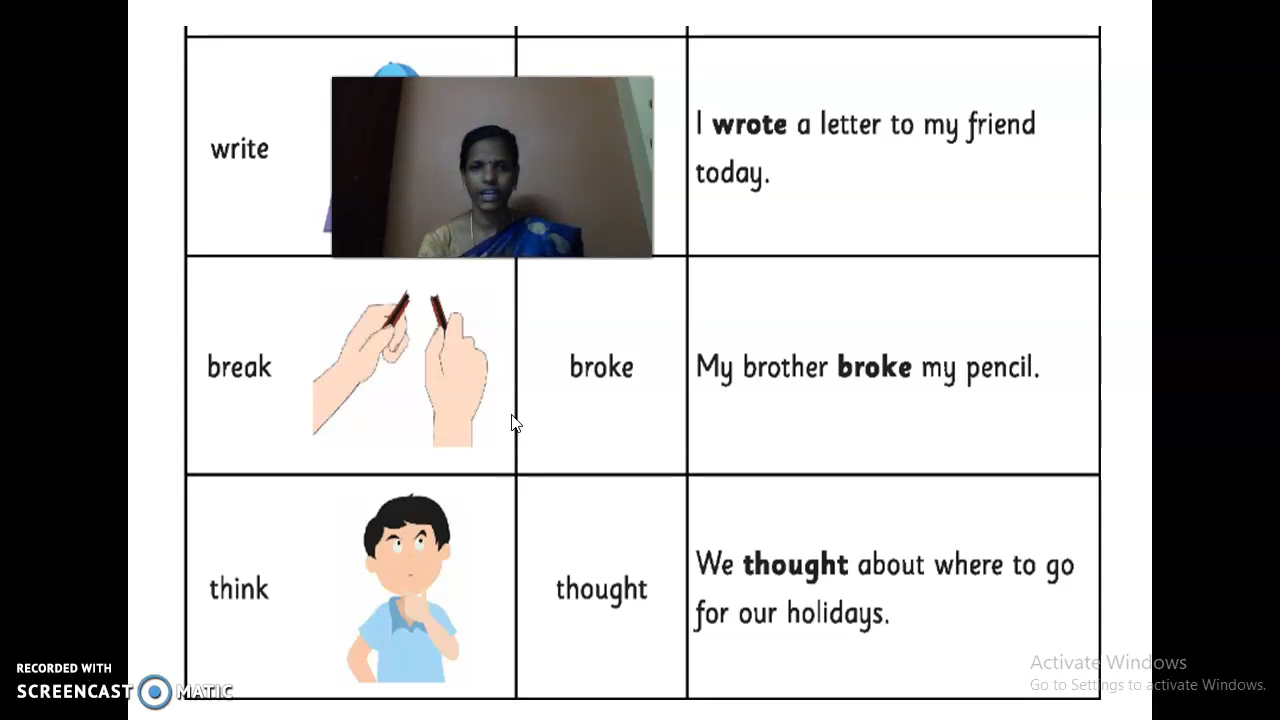 write
I wrote a letter to my friend
today.
break
broke
My brother broke my pencil.
think
thought
We thought about where to go
for our holidays.
Activate Windows
Go to Settings to activate Windows.
RECORDED WITH
SCREENCAST MATIC